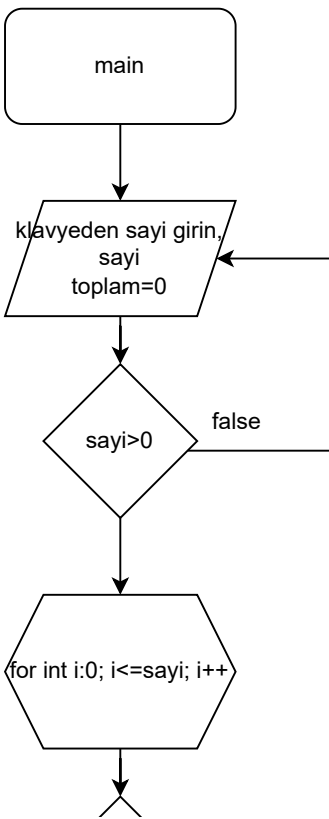 main
klavyeden sayi girin,
sayi
toplam=0
sayi>0
false
for int i:0; i<=sayi; i++